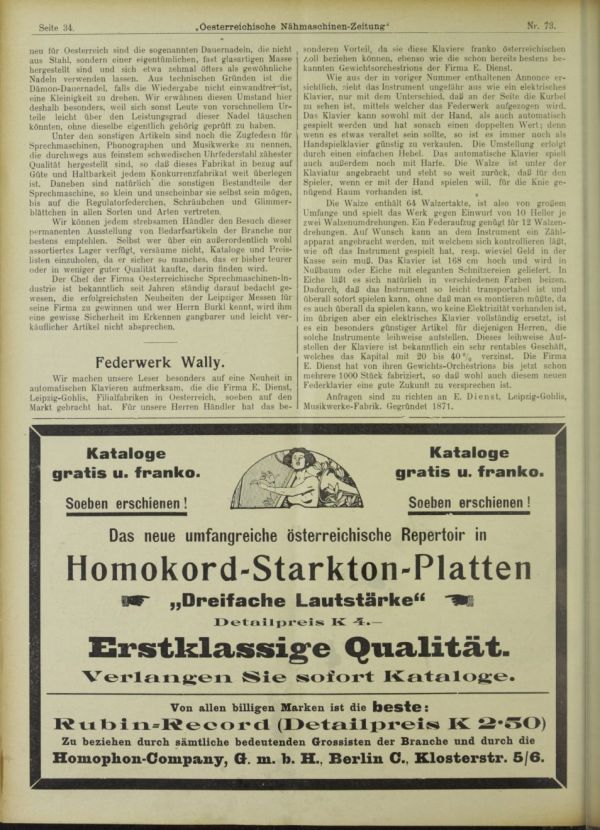 Seite 34.
„Oesterreichische Nähmaschinen-Zeitung"
Nr. 73.
neu für Oesterreich sind die sogenannten Dauernadeln, die nicht
aus Stahl, sondern einer eigentümlichen, fast glasartigen Masse
hergestellt sind und sich etwa zehnmal öfters als gewöhnliche
Nadeln verwenden lassen. Aus technischen Gründen ist die
Dämon-Dauernadel, falls die Wiedergabe nicht einwandfrei ist,
eine Kleinigkeit zu drehen. Wir erwähnen diesen Umstand hier
deshalb besonders, weil sich sonst Leute von vorschnellem Ur-
teile leicht über den Leistungsgrad dieser Nadel täuschen
könnten, ohne dieselbe eigentlich gehörig geprüft zu haben.
Unter den sonstigen Artikeln sind noch die Zugfedern für
Sprechmaschinen, Phonographen und Musikwerke zu nennen,
die durchwegs aus feinstem schwedischen Uhrfederstahl zähester
Qualität hergestellt sind, so daß dieses Fabrikat in bezug auf
Güte und Haltbarkeit jedem Konkurrenzfabrikat weit überlegen
ist. Daneben sind natürlich die sonstigen Bestandteile der
Sprechmaschine, so klein und unscheinbar sie selbst sein mögen,
bis auf die Regulatorfederchen, Schräubchen und Glimmer-
blättchen in allen Sorten und Arten vertreten.
Wir können jedem strebsamen Händler den Besuch dieser
permanenten Ausstellung von Bedarfsartikeln der Branche nur
bestens empfehlen. Selbst wer über ein außerordentlich wohl
assortiertes Lager verfügt, versäume nicht, Kataloge und Preis-
listen einzuholen, da er sicher so manches, das er bisher teurer
oder in weniger guter Qualität kaufte, darin finden wird.
Der Chef der Firma Oesterreichische Sprechmaschinen-In-
dustrie ist bekanntlich seit Jahren ständig darauf bedacht ge-
wesen, die erfolgreichsten Neuheiten der Leipziger Messen für
seine Firma zu gewinnen und wer Herrn Burkl kennt, wird ihm
eine gewisse Sicherheit im Erkennen gangbarer und leicht ver-
käuflicher Artikel nicht absprechen.
Federwerk Wally.
Wir machen unsere Leser besonders auf eine Neuheit in
automatischen Klavieren aufmerksam, die die Firma E. Dienst,
Leipzig-Gohlis, Filialfabriken in Oesterreich, soeben auf den
Markt gebracht hat. Für unsere Herren Händler hat das be-
sonderen Vorteil, da sie diese Klaviere franko österreichischen
Zoll beziehen können, ebenso wie die schon bereits bestens be-
kannten Gewichtsorchestrions der Firma E. Dienst.
Wie aus der in voriger Nummer enthaltenen Annonce er-
sichtlich, sieht das Instrument ungefähr aus wie ein elektrisches
Klavier, nur mit dem Unterschied, daß an der Seite die Kurbel
zu sehen ist, mittels welcher das Federwerk aufgezogen wird.
Das Klavier kann sowohl mit der Hand, als auch automatisch
gespielt werden und hat sonach einen doppelten Wert; denn
wenn es etwas veraltet sein sollte, so ist es immer noch als
Handspielklavier günstig zu verkaufen. Die Umstellung erfolgt
durch einen einfachen Hebel. Das automatische Klavier spielt
auch außerdem noch mit Harfe. Die Walze ist unter der
Klaviatur angebracht und steht so weit zurück, daß für den
Spieler, wenn er mit der Hand spielen will, für die Knie ge-
nügend Raum vorhanden ist.
Die Walze enthält 64 Walzertakte, ist also von großem
Umfange und spielt das Werk gegen Einwurf von 10 Heller je
zwei Walzenumdrehungen. Ein Federaufzug genügt für 12 Walzen-
drehungen. Auf Wunsch kann an dem Instrument ein Zähl-
apparat angebracht werden, mit welchem sich kontrollieren läßt,
wie oft das Instrument gespielt hat, resp. wieviel Geld in der
Kasse sein muß. Das Klavier ist 168 cm hoch und wird in
Nußbaum oder Eiche mit eleganten Schnitzereien geliefert. In
Eiche läßt es sich natürlich in verschiedenen Farben beizen.
Dadurch, daß das Instrument so leicht transportabel ist und
überall sofort spielen kann, ohne daß man es montieren müßte, da
es auch überall da spielen kann, wo keine Elektrizität vorhanden ist,
im übrigen aber ein elektrisches Klavier vollständig ersetzt, ist
es ein besonders günstiger Artikel für diejenigen Herren, die
solche Instrumente leihweise aufstellen. Dieses leihweise Auf-
stellen der Klaviere ist bekanntlich ein sehr rentables Geschäft,
welches das Kapital mit 20 bis 40% verzinst. Die Firma
E. Dienst hat von ihren Gewichts-Orchestrions bis jetzt schon
mehrere 1000 Stück fabriziert, so daß wohl auch diesem neuen
Federklavier eine gute Zukunft zu versprechen ist.
Anfragen sind zu richten an E. Dienst, Leipzig-Gohlis,
Musikwerke-Fabrik. Gegründet 1871.
Kataloge
gratis u. franko.
Soeben erschienen!
Kataloge
gratis u. franko.
Soeben erschienen!
Das neue umfangreiche österreichische Repertoir in
Homokord-Starkton-Platten
„Dreifache Lautstärke"
Detailpreis K 4.—
Erstklassige Qualität.
Verlangen Sie sofort Kataloge.
Von allen billigen Marken ist die beste:
Rubin-Record (Detailpreis K 2·50)
Zu beziehen durch sämtliche bedeutenden Grossisten der Branche und durch die
Homophon-Company, G. m. b. H., Berlin C., Klosterstr. 5/6.